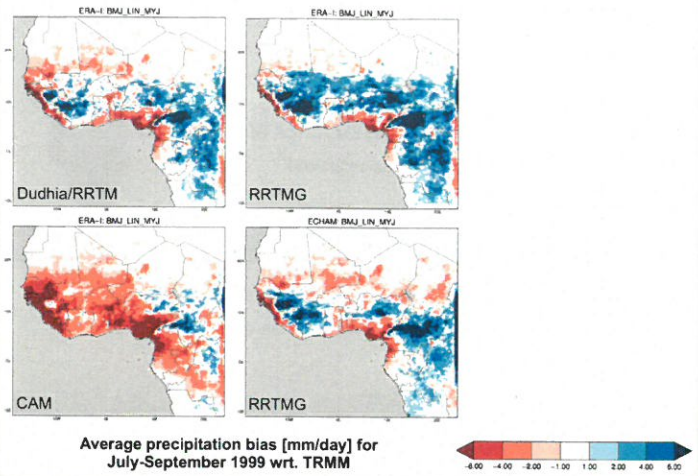 ERA-I: BMJ_LIN_MYJ
ERA-I: BMJ_LIN_MYJ
Dudhia/RRTM
RRTMG
ERA-I: BMJ_LIN_MYJ
ECHAM: BMJ_LIN_MYJ
CAM
RRTMG
Average precipitation bias [mm/day] for
July-September 1999 wrt. TRMM
-6.00 -4.00 -2.00 -1.00 1.00 2.00 4.00 6.00